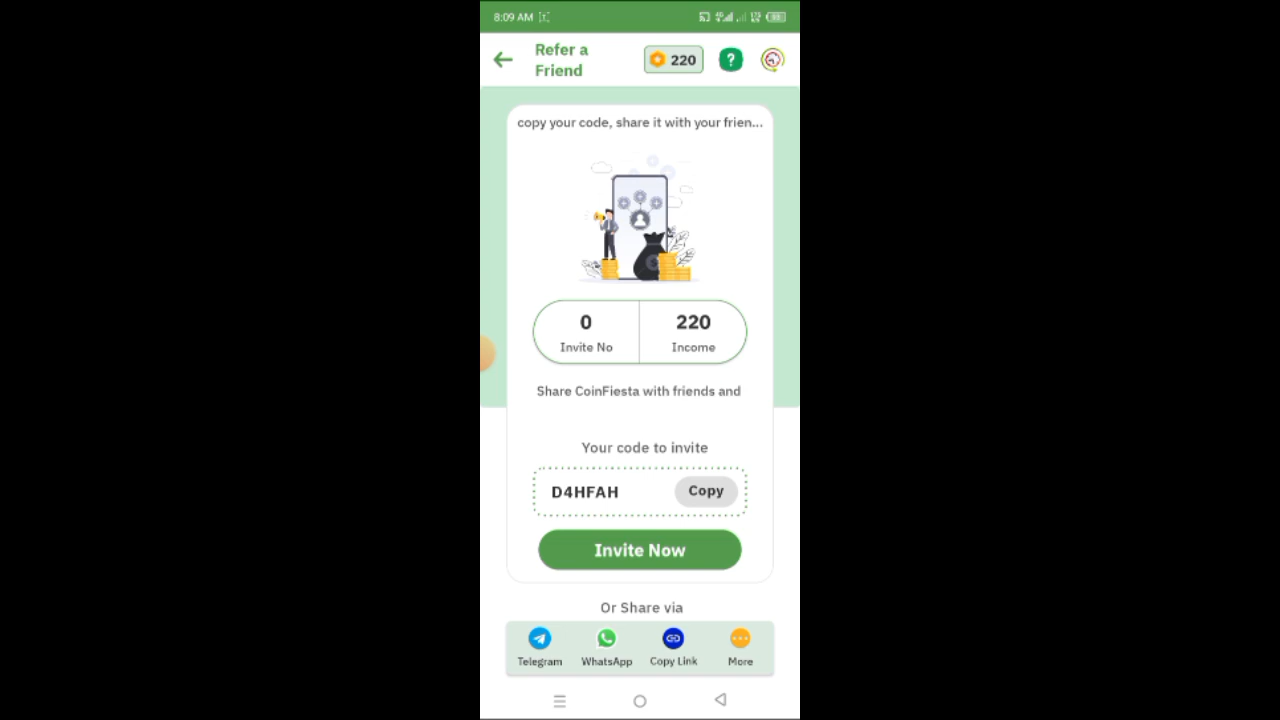 8:09 AM
Refer a
Friend
220
?
copy your code, share it with your frien...
0
220
Invite No
Income
Share CoinFiesta with friends and
Your code to invite
D4HFAH
Copy
Invite Now
Or Share via
Telegram
WhatsApp
Copy Link
More